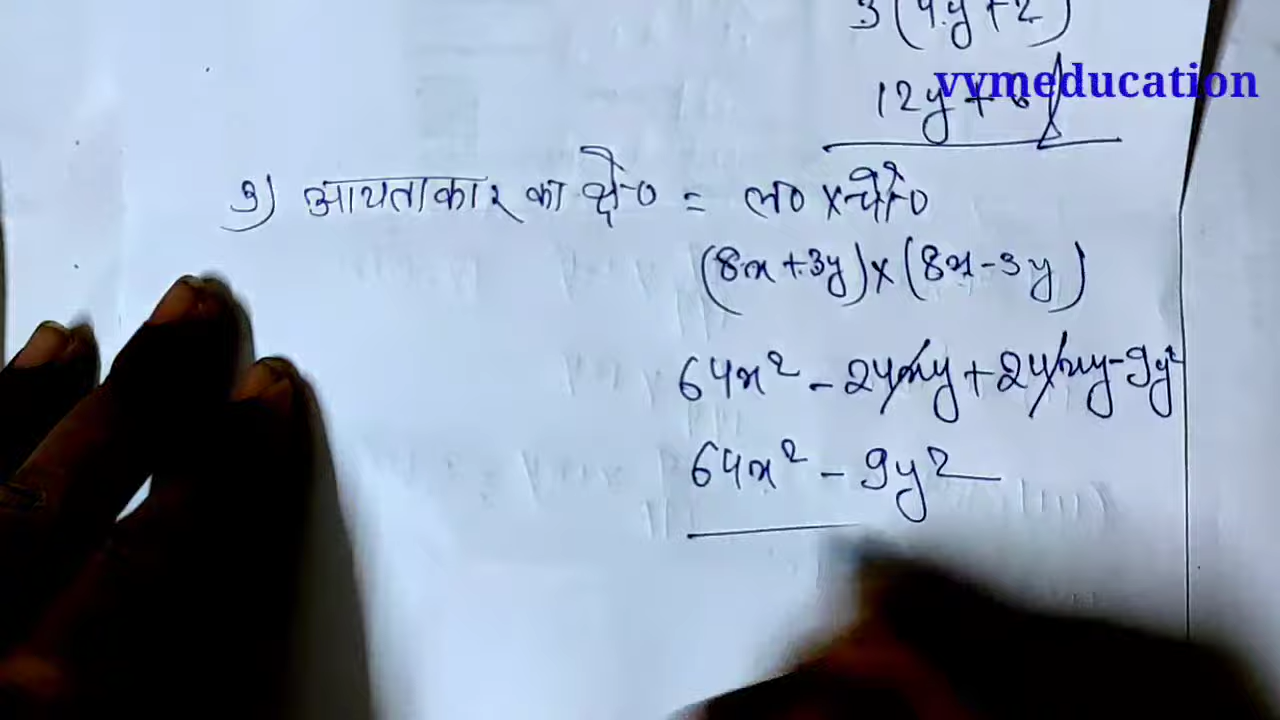 3(4y+2)
vvmeducation
12y+6
9) आयताकार का क्षे० = ल० × चौ०
(8x+3y)×(8x-3y)
64x² - 24xy + 24xy - 9y²
64x² - 9y²